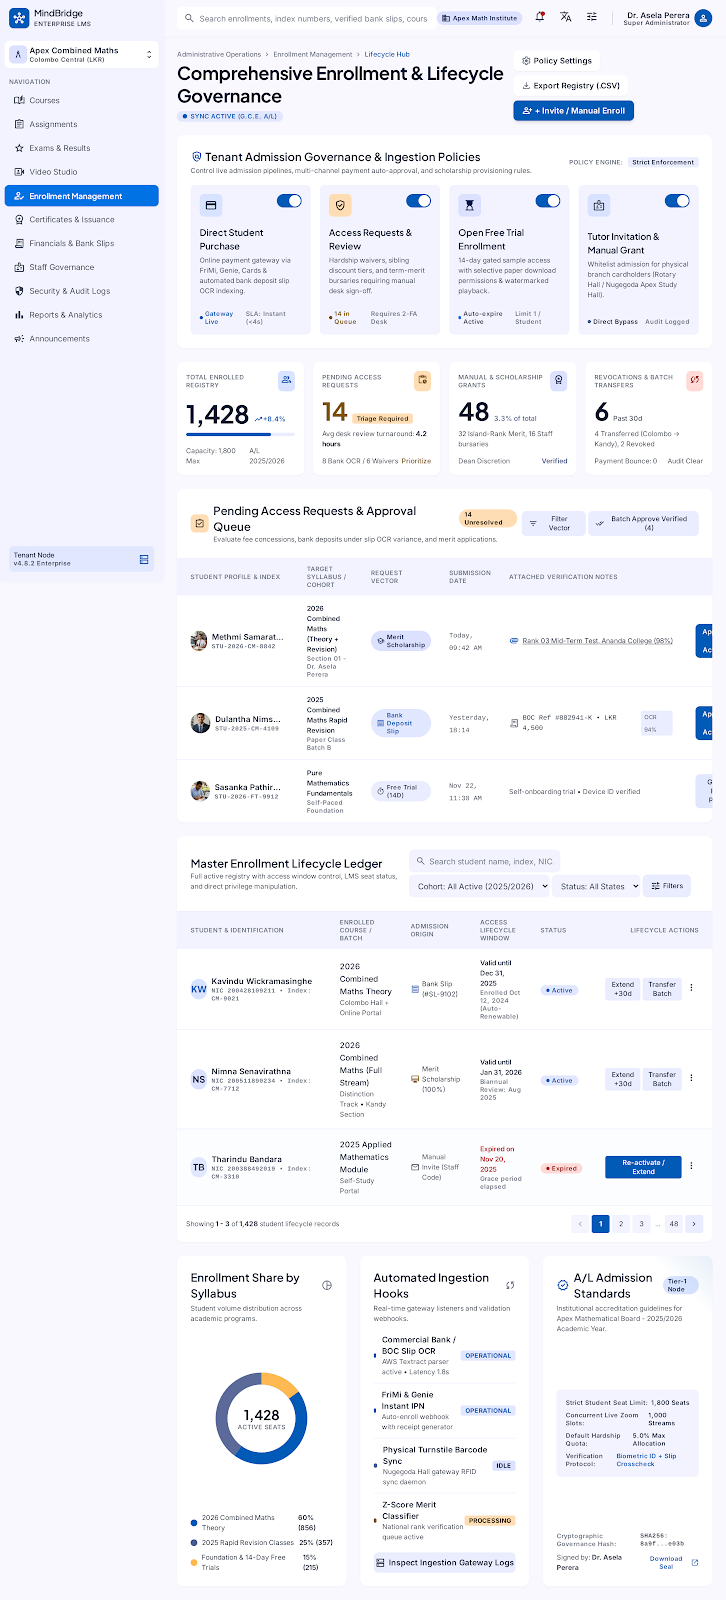 MindBridge
ENTERPRISE LMS
Search enrollments, index numbers, verified bank slips, cours
Apex Math Institute
Dr. Asela Perera
Super Administrator
Apex Combined Maths
Colombo Central (LKR)
NAVIGATION
Courses
Assignments
Exams & Results
Video Studio
Enrollment Management
Certificates & Issuance
Financials & Bank Slips
Staff Governance
Security & Audit Logs
Reports & Analytics
Announcements
Tenant Node
v4.8.2 Enterprise
Administrative Operations > Enrollment Management > Lifecycle Hub
Comprehensive Enrollment & Lifecycle
Governance
SYNC ACTIVE (G.C.E. A/L)
Policy Settings
Export Registry (.CSV)
+ Invite / Manual Enroll
Tenant Admission Governance & Ingestion Policies
Control live admission pipelines, multi-channel payment auto-approval, and scholarship provisioning rules.
POLICY ENGINE: Strict Enforcement
Direct Student
Purchase
Online payment gateway via
FriMi, Genie, Cards &
automated bank deposit slip
OCR indexing.
Gateway
Live
SLA: Instant
(<4s)
Access Requests &
Review
Hardship waivers, sibling
discount tiers, and term-merit
bursaries requiring manual
desk sign-off.
14 in
Queue
Requires 2-FA
Desk
Open Free Trial
Enrollment
14-day gated sample access
with selective paper download
permissions & watermarked
playback.
Auto-expire
Active
Limit 1 /
Student
Tutor Invitation &
Manual Grant
Whitelist admission for physical
branch cardholders (Rotary
Hall / Nugegoda Apex Study
Hall).
Direct Bypass
Audit Logged
TOTAL ENROLLED
REGISTRY
1,428
+8.4%
Capacity: 1,800
Max
A/L
2025/2026
PENDING ACCESS
REQUESTS
14
Triage Required
Avg desk review turnaround: 4.2
hours
8 Bank OCR / 6 Waivers
Prioritize
MANUAL & SCHOLARSHIP
GRANTS
48
3.3% of total
32 Island-Rank Merit, 16 Staff
bursaries
Dean Discretion
Verified
REVOCATIONS & BATCH
TRANSFERS
6
Past 30d
4 Transferred (Colombo →
Kandy), 2 Revoked
Payment Bounce: 0
Audit Clear
Pending Access Requests & Approval
Queue
14
Unresolved
Evaluate fee concessions, bank deposits under slip OCR variance, and merit applications.
Filter
Vector
Batch Approve Verified
(4)
STUDENT PROFILE & INDEX
TARGET
SYLLABUS /
COHORT
REQUEST
VECTOR
SUBMISSION
DATE
ATTACHED VERIFICATION NOTES
Methmi Samarat...
STU-2026-CM-8842
2026
Combined
Maths
(Theory +
Revision)
Section 01 -
Dr. Asela
Perera
Merit
Scholarship
Today,
09:42 AM
Rank 03 Mid-Term Test, Ananda College (98%)
Dulantha Nims...
STU-2025-CM-4109
2025
Combined
Maths Rapid
Revision
Paper Class
Batch B
Bank
Deposit
Slip
Yesterday,
18:14
BOC Ref #882941-K • LKR
4,500
OCR
94%
Sasanka Pathir...
STU-2026-FT-9912
Pure
Mathematics
Fundamentals
Self-Paced
Foundation
Free Trial
(14D)
Nov 22,
11:30 AM
Self-onboarding trial • Device ID verified
Master Enrollment Lifecycle Ledger
Full active registry with access window control, LMS seat status,
and direct privilege manipulation.
Search student name, index, NIC
Cohort: All Active (2025/2026)
Status: All States
Filters
STUDENT & IDENTIFICATION
ENROLLED
COURSE /
BATCH
ADMISSION
ORIGIN
ACCESS
LIFECYCLE
WINDOW
STATUS
LIFECYCLE ACTIONS
KW
Kavindu Wickramasinghe
NIC 200428109211 • Index:
CM-9021
2026
Combined
Maths Theory
Colombo Hall +
Online Portal
Bank Slip
(#SL-9102)
Valid until
Dec 31,
2025
Enrolled Oct
12, 2024
(Auto-
Renewable)
Active
Extend
+30d
Transfer
Batch
NS
Nimna Senavirathna
NIC 200511890234 • Index:
CM-7712
2026
Combined
Maths (Full
Stream)
Distinction
Track • Kandy
Section
Merit
Scholarship
(100%)
Valid until
Jan 31, 2026
Biannual
Review: Aug
2025
Active
Extend
+30d
Transfer
Batch
TB
Tharindu Bandara
NIC 200388492019 • Index:
CM-3310
2025 Applied
Mathematics
Module
Self-Study
Portal
Manual
Invite (Staff
Code)
Expired on
Nov 20,
2025
Grace period
elapsed
Expired
Re-activate /
Extend
Showing 1 - 3 of 1,428 student lifecycle records
1 2 3 ... 48
Enrollment Share by
Syllabus
Student volume distribution across
academic programs.
1,428
ACTIVE SEATS
2026 Combined Maths
Theory
60%
(856)
2025 Rapid Revision Classes 25% (357)
Foundation & 14-Day Free
Trials
15%
(215)
Automated Ingestion
Hooks
Real-time gateway listeners and validation
webhooks.
Commercial Bank /
BOC Slip OCR
AWS Textract parser
active • Latency 1.8s
OPERATIONAL
FriMi & Genie
Instant IPN
Auto-enroll webhook
with receipt generator
OPERATIONAL
Physical Turnstile Barcode
Sync
Nugegoda Hall gateway RFID
sync daemon
IDLE
Z-Score Merit
Classifier
National rank verification
queue active
PROCESSING
Inspect Ingestion Gateway Logs
A/L Admission
Standards
Tier-1
Node
Institutional accreditation guidelines for
Apex Mathematical Board - 2025/2026
Academic Year.
Strict Student Seat Limit: 1,800 Seats
Concurrent Live Zoom
Slots:
1,000
Streams
Default Hardship
Quota:
5.0% Max
Allocation
Verification
Protocol:
Biometric ID + Slip
Crosscheck
Cryptographic
Governance Hash:
SHA256:
8a9f...e03b
Signed by: Dr. Asela
Perera
Download
Seal